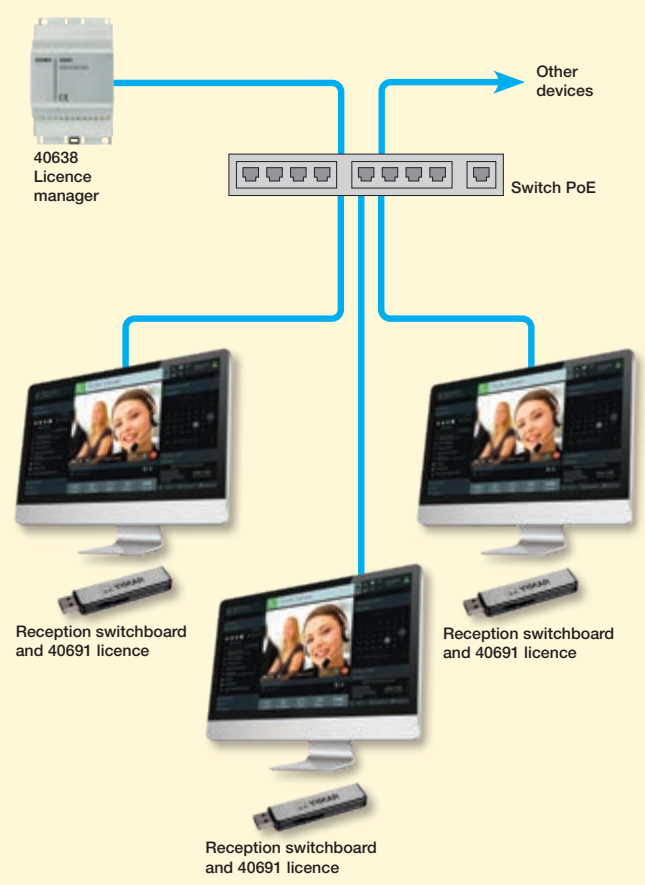 Other
devices
40638
Licence
manager
Switch PoE
Reception switchboard
and 40691 licence
Reception switchboard
and 40691 licence
Reception switchboard
and 40691 licence